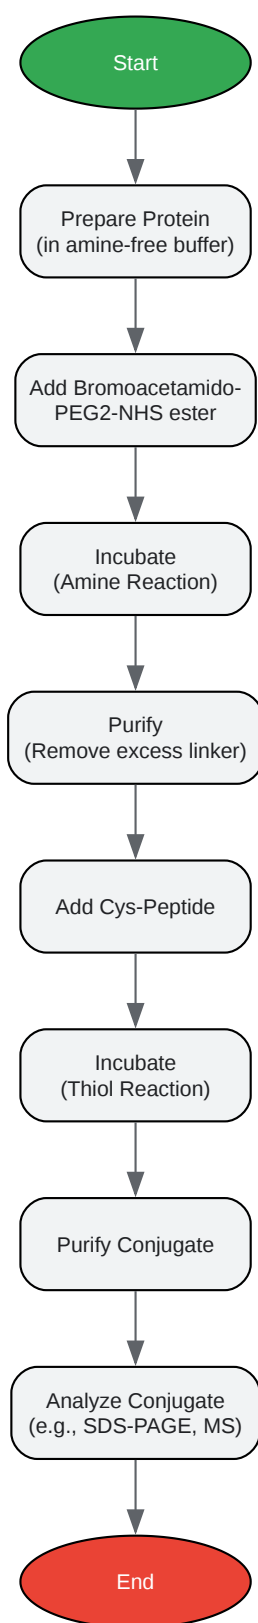 Start
Prepare Protein
(in amine-free buffer)
Add Bromoacetamido-
PEG2-NHS ester
Incubate
(Amine Reaction)
Purify
(Remove excess linker)
Add Cys-Peptide
Incubate
(Thiol Reaction)
Purify Conjugate
Analyze Conjugate
(e.g., SDS-PAGE, MS)
End